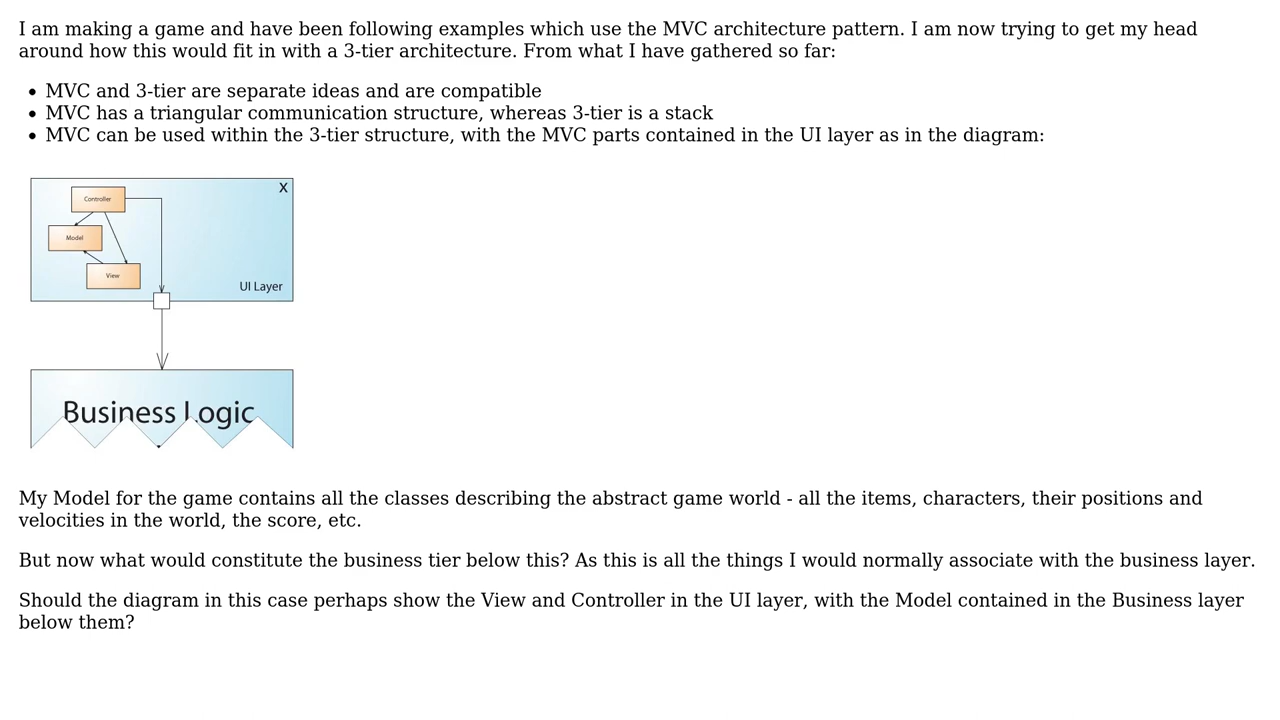 I am making a game and have been following examples which use the MVC architecture pattern. I am now trying to get my head
around how this would fit in with a 3-tier architecture. From what I have gathered so far:
MVC and 3-tier are separate ideas and are compatible
MVC has a triangular communication structure, whereas 3-tier is a stack
MVC can be used within the 3-tier structure, with the MVC parts contained in the UI layer as in the diagram:
X
Controller
Model
View
UI Layer
Business Logic
My Model for the game contains all the classes describing the abstract game world - all the items, characters, their positions and
velocities in the world, the score, etc.
But now what would constitute the business tier below this? As this is all the things I would normally associate with the business layer.
Should the diagram in this case perhaps show the View and Controller in the UI layer, with the Model contained in the Business layer
below them?